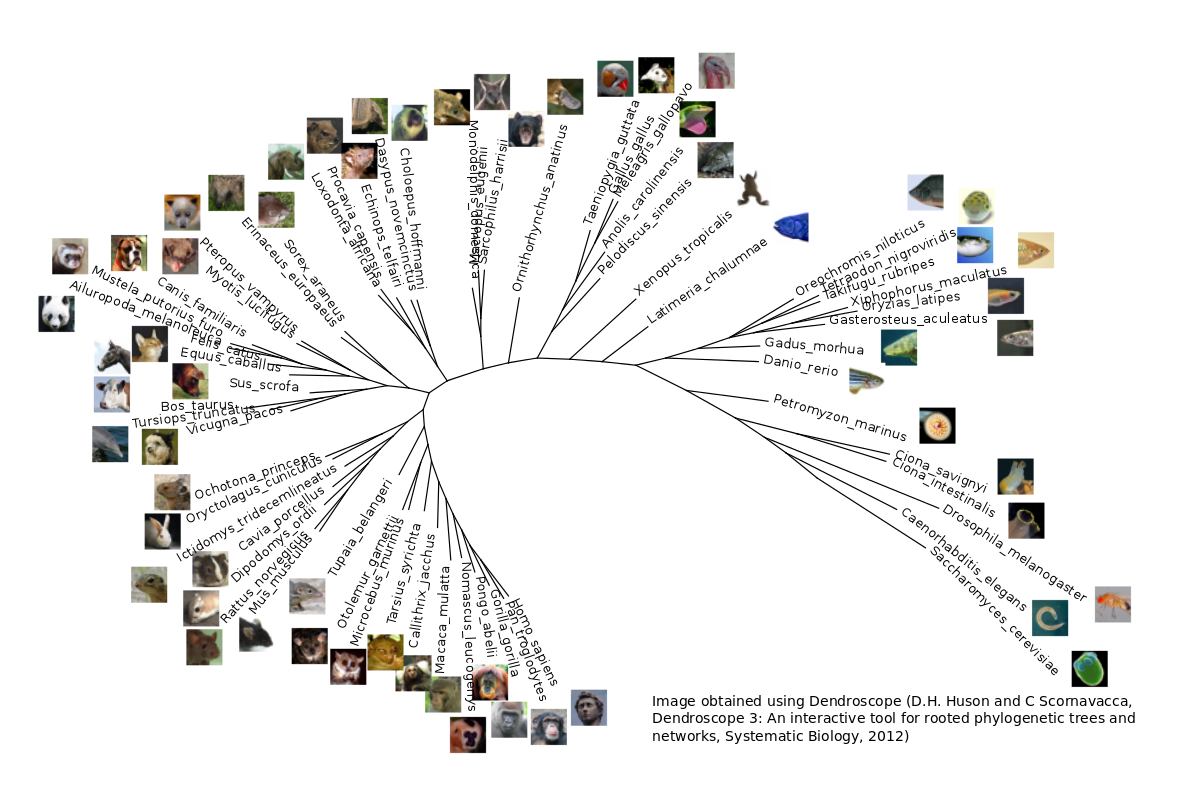 Taeniopygia_guttata
Gallus_gallus
Meleagris_gallopavo
Anolis_carolinensis
Pelodiscus_sinensis
Xenopus_tropicalis
Latimeria_chalumnae
Oreochromis_niloticus
Tetraodon_nigroviridis
Takifugu_rubripes
Xiphophorus_maculatus
Oryzias_latipes
Gasterosteus_aculeatus
Gadus_morhua
Danio_rerio
Petromyzon_marinus
Ciona_savignyi
Ciona_intestinalis
Drosophila_melanogaster
Caenorhabditis_elegans
Saccharomyces_cerevisiae
Homo_sapiens
Pan_troglodytes
Gorilla_gorilla
Pongo_abelii
Nomascus_leucogenys
Macaca_mulatta
Callithrix_jacchus
Tarsius_syrichta
Microcebus_murinus
Otolemur_garnettii
Tupaia_belangeri
Mus_musculus
Rattus_norvegicus
Dipodomys_ordii
Cavia_porcellus
Ictidomys_tridecemlineatus
Oryctolagus_cuniculus
Ochotona_princeps
Vicugna_pacos
Tursiops_truncatus
Bos_taurus
Sus_scrofa
Equus_caballus
Felis_catus
Ailuropoda_melanoleuca
Mustela_putorius_furo
Canis_familiaris
Myotis_lucifugus
Pteropus_vampyrus
Erinaceus_europaeus
Sorex_araneus
Loxodonta_africana
Procavia_capensis
Echinops_telfairi
Dasypus_novemcinctus
Choloepus_hoffmanni
Monodelphis_domestica
Sarcophilus_harrisii
Ornithorhynchus_anatinus
Image obtained using Dendroscope (D.H. Huson and C Scornavacca,
Dendroscope 3: An interactive tool for rooted phylogenetic trees and
networks, Systematic Biology, 2012)